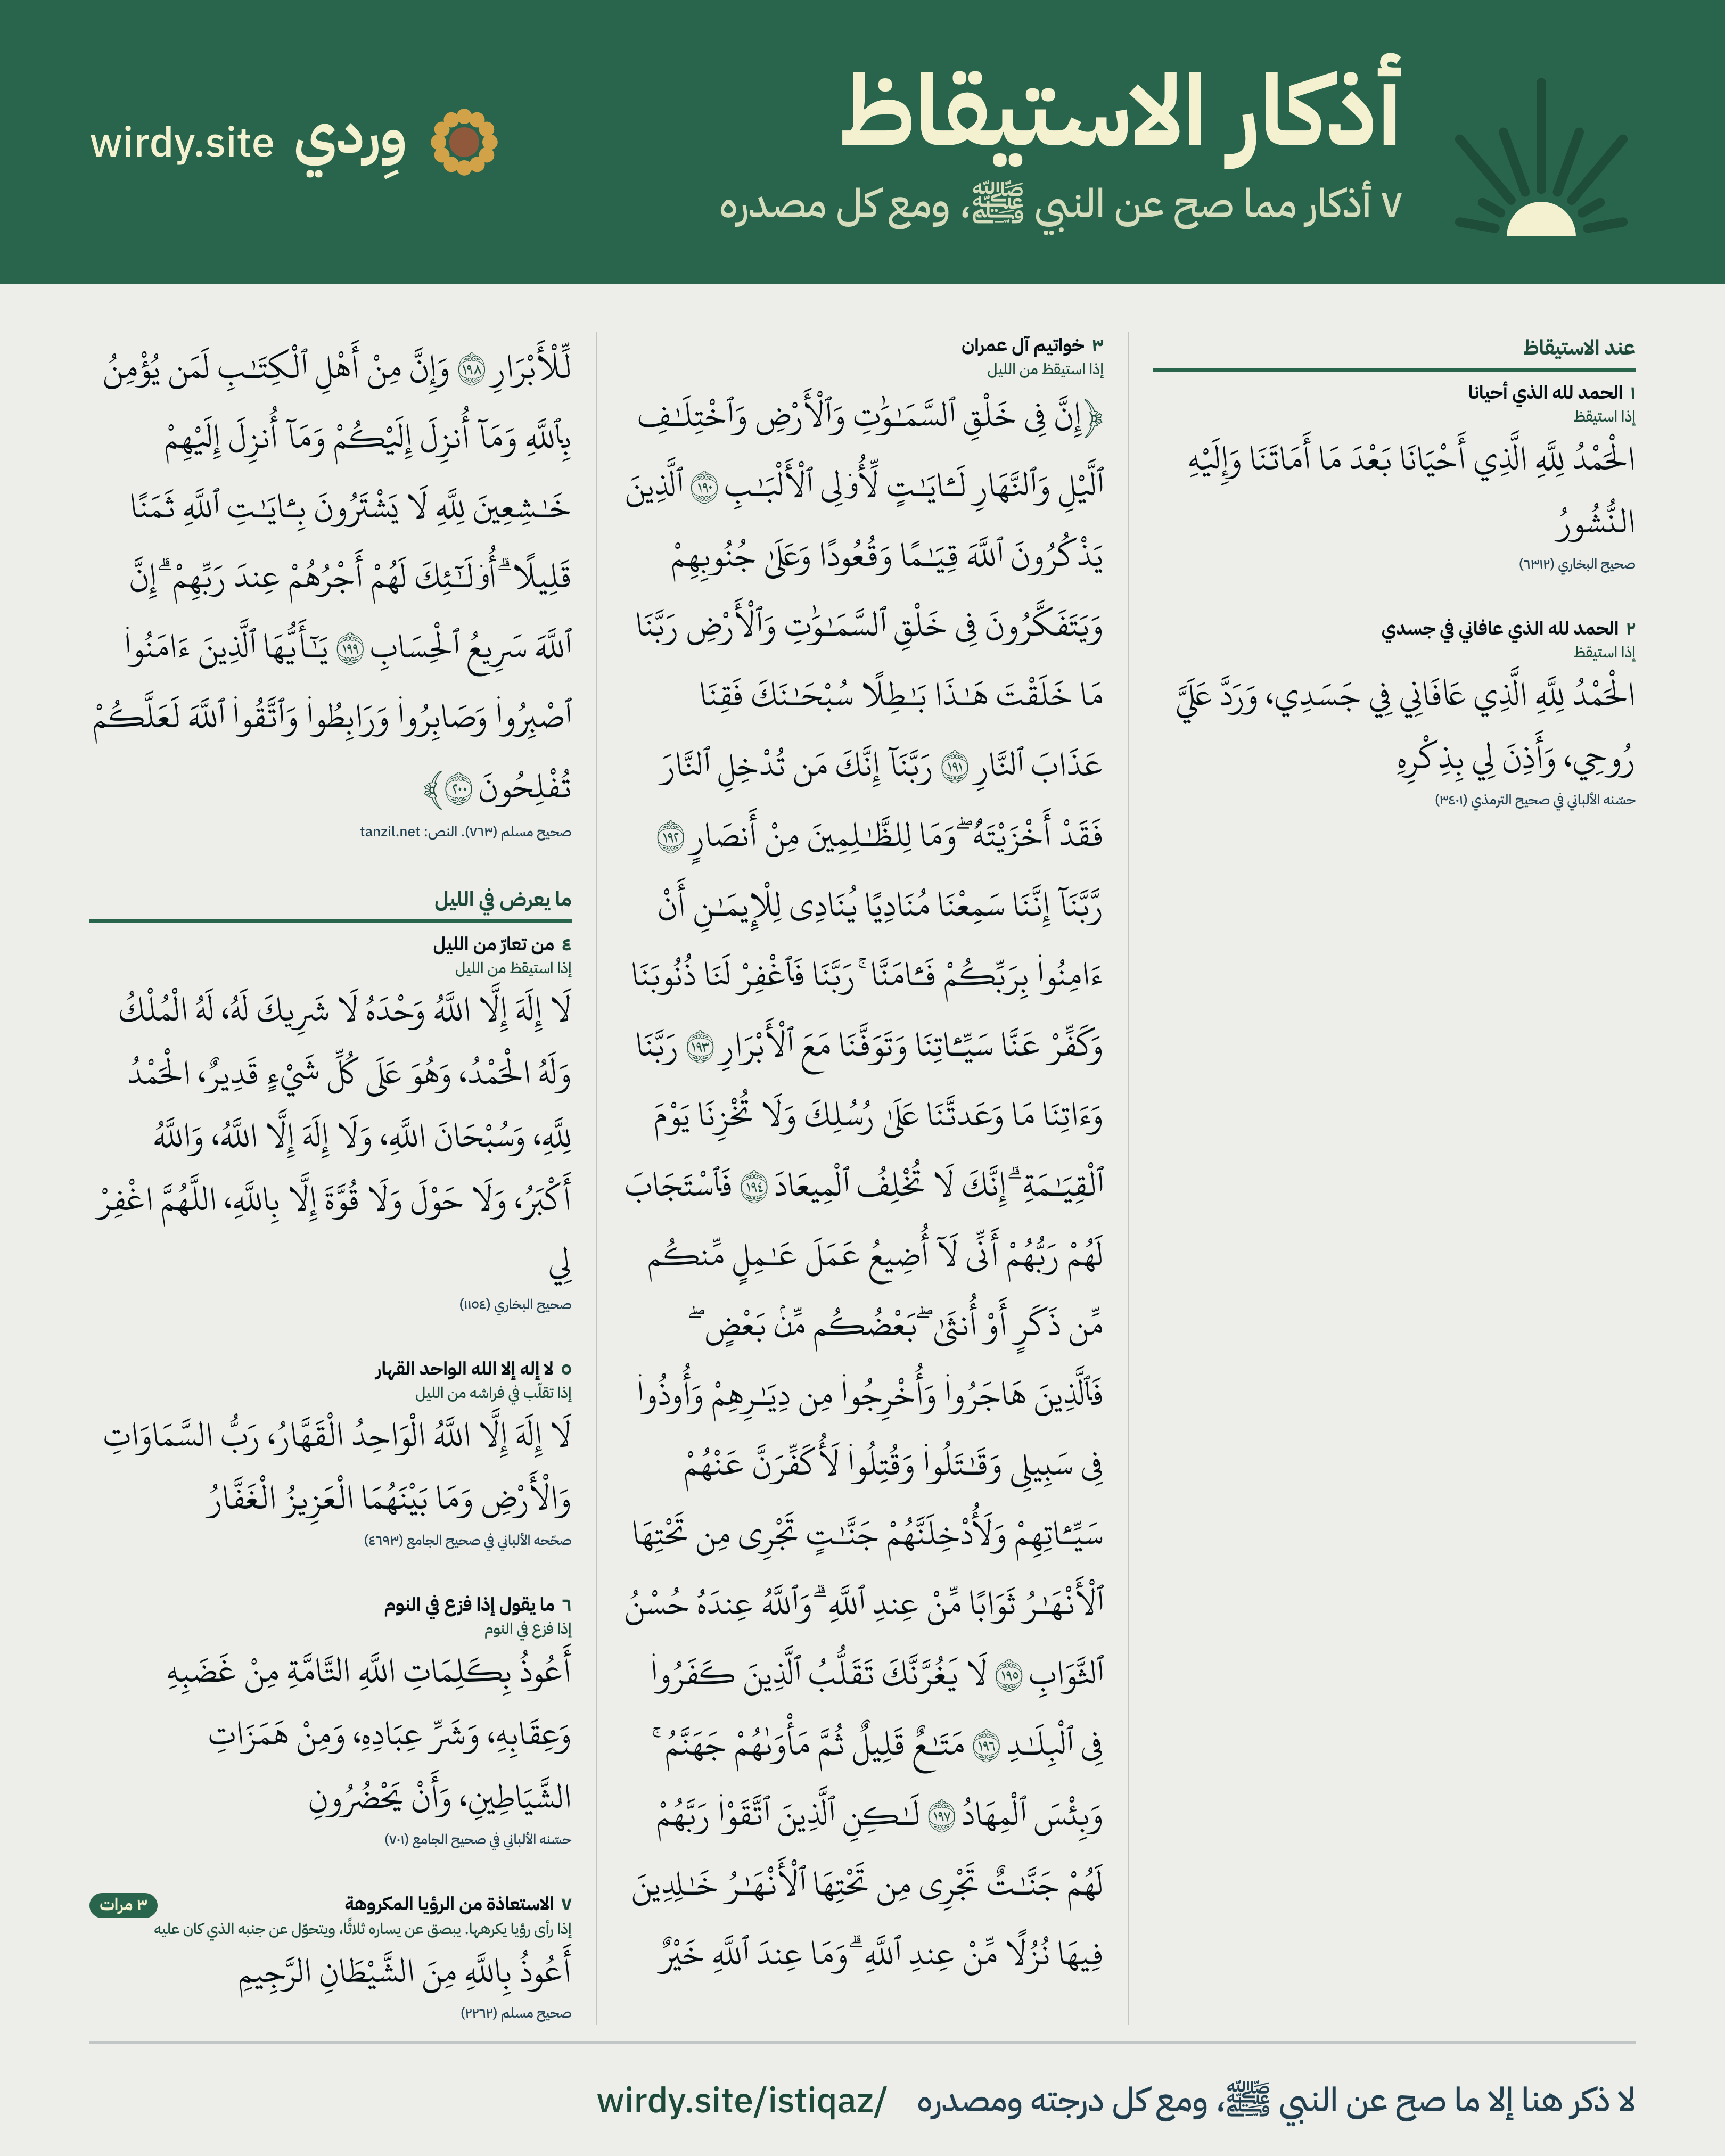 أذكار الاستيقاظ
٧ أذكار مما صح عن النبي ﷺ، ومع كل مصدره
وِردي wirdy.site
عند الاستيقاظ
١ الحمد لله الذي أحيانا
إذا استيقظ
الْحَمْدُ لِلَّهِ الَّذِي أَحْيَانَا بَعْدَ مَا أَمَاتَنَا وَإِلَيْهِ
النُّشُورُ
صحيح البخاري (٦٣١٢)
٢ الحمد لله الذي عافاني في جسدي
إذا استيقظ
الْحَمْدُ لِلَّهِ الَّذِي عَافَانِي فِي جَسَدِي، وَرَدَّ عَلَيَّ
رُوحِي، وَأَذِنَ لِي بِذِكْرِهِ
حسّنه الألباني في صحيح الترمذي (٣٤٠١)
٣ خواتيم آل عمران
إذا استيقظ من الليل
﴿إِنَّ فِى خَلْقِ ٱلسَّمَـٰوَٰتِ وَٱلْأَرْضِ وَٱخْتِلَـٰفِ
ٱلَّيْلِ وَٱلنَّهَارِ لَـَٔايَـٰتٍ لِّأُو۟لِى ٱلْأَلْبَـٰبِ ١٩٠ ٱلَّذِينَ
يَذْكُرُونَ ٱللَّهَ قِيَـٰمًا وَقُعُودًا وَعَلَىٰ جُنُوبِهِمْ
وَيَتَفَكَّرُونَ فِى خَلْقِ ٱلسَّمَـٰوَٰتِ وَٱلْأَرْضِ رَبَّنَا
مَا خَلَقْتَ هَـٰذَا بَـٰطِلًا سُبْحَـٰنَكَ فَقِنَا
عَذَابَ ٱلنَّارِ ١٩١ رَبَّنَآ إِنَّكَ مَن تُدْخِلِ ٱلنَّارَ
فَقَدْ أَخْزَيْتَهُۥ ۖ وَمَا لِلظَّـٰلِمِينَ مِنْ أَنصَارٍ ١٩٢
رَّبَّنَآ إِنَّنَا سَمِعْنَا مُنَادِيًا يُنَادِى لِلْإِيمَـٰنِ أَنْ
ءَامِنُوا۟ بِرَبِّكُمْ فَـَٔامَنَّا ۚ رَبَّنَا فَٱغْفِرْ لَنَا ذُنُوبَنَا
وَكَفِّرْ عَنَّا سَيِّـَٔاتِنَا وَتَوَفَّنَا مَعَ ٱلْأَبْرَارِ ١٩٣ رَبَّنَا
وَءَاتِنَا مَا وَعَدتَّنَا عَلَىٰ رُسُلِكَ وَلَا تُخْزِنَا يَوْمَ
ٱلْقِيَـٰمَةِ ۗ إِنَّكَ لَا تُخْلِفُ ٱلْمِيعَادَ ١٩٤ فَٱسْتَجَابَ
لَهُمْ رَبُّهُمْ أَنِّى لَآ أُضِيعُ عَمَلَ عَـٰمِلٍ مِّنكُم
مِّن ذَكَرٍ أَوْ أُنثَىٰ ۖ بَعْضُكُم مِّنۢ بَعْضٍ ۖ
فَٱلَّذِينَ هَاجَرُوا۟ وَأُخْرِجُوا۟ مِن دِيَـٰرِهِمْ وَأُوذُوا۟
فِى سَبِيلِى وَقَـٰتَلُوا۟ وَقُتِلُوا۟ لَأُكَفِّرَنَّ عَنْهُمْ
سَيِّـَٔاتِهِمْ وَلَأُدْخِلَنَّهُمْ جَنَّـٰتٍ تَجْرِى مِن تَحْتِهَا
ٱلْأَنْهَـٰرُ ثَوَابًا مِّنْ عِندِ ٱللَّهِ ۗ وَٱللَّهُ عِندَهُۥ حُسْنُ
ٱلثَّوَابِ ١٩٥ لَا يَغُرَّنَّكَ تَقَلُّبُ ٱلَّذِينَ كَفَرُوا۟
فِى ٱلْبِلَـٰدِ ١٩٦ مَتَـٰعٌ قَلِيلٌ ثُمَّ مَأْوَىٰهُمْ جَهَنَّمُ ۚ
وَبِئْسَ ٱلْمِهَادُ ١٩٧ لَـٰكِنِ ٱلَّذِينَ ٱتَّقَوْا۟ رَبَّهُمْ
لَهُمْ جَنَّـٰتٌ تَجْرِى مِن تَحْتِهَا ٱلْأَنْهَـٰرُ خَـٰلِدِينَ
فِيهَا نُزُلًا مِّنْ عِندِ ٱللَّهِ ۗ وَمَا عِندَ ٱللَّهِ خَيْرٌ
لِّلْأَبْرَارِ ١٩٨ وَإِنَّ مِنْ أَهْلِ ٱلْكِتَـٰبِ لَمَن يُؤْمِنُ
بِٱللَّهِ وَمَآ أُنزِلَ إِلَيْكُمْ وَمَآ أُنزِلَ إِلَيْهِمْ
خَـٰشِعِينَ لِلَّهِ لَا يَشْتَرُونَ بِـَٔايَـٰتِ ٱللَّهِ ثَمَنًا
قَلِيلًا ۗ أُو۟لَـٰٓئِكَ لَهُمْ أَجْرُهُمْ عِندَ رَبِّهِمْ ۗ إِنَّ
ٱللَّهَ سَرِيعُ ٱلْحِسَابِ ١٩٩ يَـٰٓأَيُّهَا ٱلَّذِينَ ءَامَنُوا۟
ٱصْبِرُوا۟ وَصَابِرُوا۟ وَرَابِطُوا۟ وَٱتَّقُوا۟ ٱللَّهَ لَعَلَّكُمْ
تُفْلِحُونَ ٢٠٠﴾
صحيح مسلم (٧٦٣). النص: tanzil.net
ما يعرض في الليل
٤ من تعارّ من الليل
إذا استيقظ من الليل
لَا إِلَهَ إِلَّا اللَّهُ وَحْدَهُ لَا شَرِيكَ لَهُ، لَهُ الْمُلْكُ
وَلَهُ الْحَمْدُ، وَهُوَ عَلَى كُلِّ شَيْءٍ قَدِيرٌ، الْحَمْدُ
لِلَّهِ، وَسُبْحَانَ اللَّهِ، وَلَا إِلَهَ إِلَّا اللَّهُ، وَاللَّهُ
أَكْبَرُ، وَلَا حَوْلَ وَلَا قُوَّةَ إِلَّا بِاللَّهِ، اللَّهُمَّ اغْفِرْ
لِي
صحيح البخاري (١١٥٤)
٥ لا إله إلا الله الواحد القهار
إذا تقلّب في فراشه من الليل
لَا إِلَهَ إِلَّا اللَّهُ الْوَاحِدُ الْقَهَّارُ، رَبُّ السَّمَاوَاتِ
وَالْأَرْضِ وَمَا بَيْنَهُمَا الْعَزِيزُ الْغَفَّارُ
صحّحه الألباني في صحيح الجامع (٤٦٩٣)
٦ ما يقول إذا فزع في النوم
إذا فزع في النوم
أَعُوذُ بِكَلِمَاتِ اللَّهِ التَّامَّةِ مِنْ غَضَبِهِ
وَعِقَابِهِ، وَشَرِّ عِبَادِهِ، وَمِنْ هَمَزَاتِ
الشَّيَاطِينِ، وَأَنْ يَحْضُرُونِ
حسّنه الألباني في صحيح الجامع (٧٠١)
٧ الاستعاذة من الرؤيا المكروهة ٣ مرات
إذا رأى رؤيا يكرهها. يبصق عن يساره ثلاثًا، ويتحوّل عن جنبه الذي كان عليه
أَعُوذُ بِاللَّهِ مِنَ الشَّيْطَانِ الرَّجِيمِ
صحيح مسلم (٢٢٦٢)
لا ذكر هنا إلا ما صح عن النبي ﷺ، ومع كل درجته ومصدره wirdy.site/istiqaz/